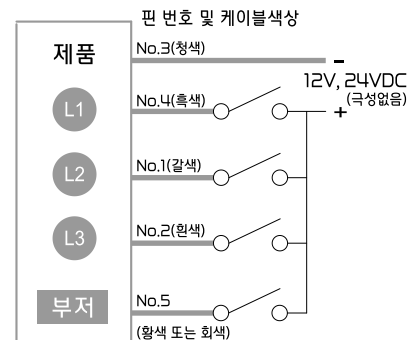 핀 번호 및 케이블색상
제품
No.3(청색)
-
12V, 24VDC
(극성없음)
+
L1
No.4(흑색)
L2
No.1(갈색)
L3
No.2(흰색)
부저
No.5
(황색 또는 회색)